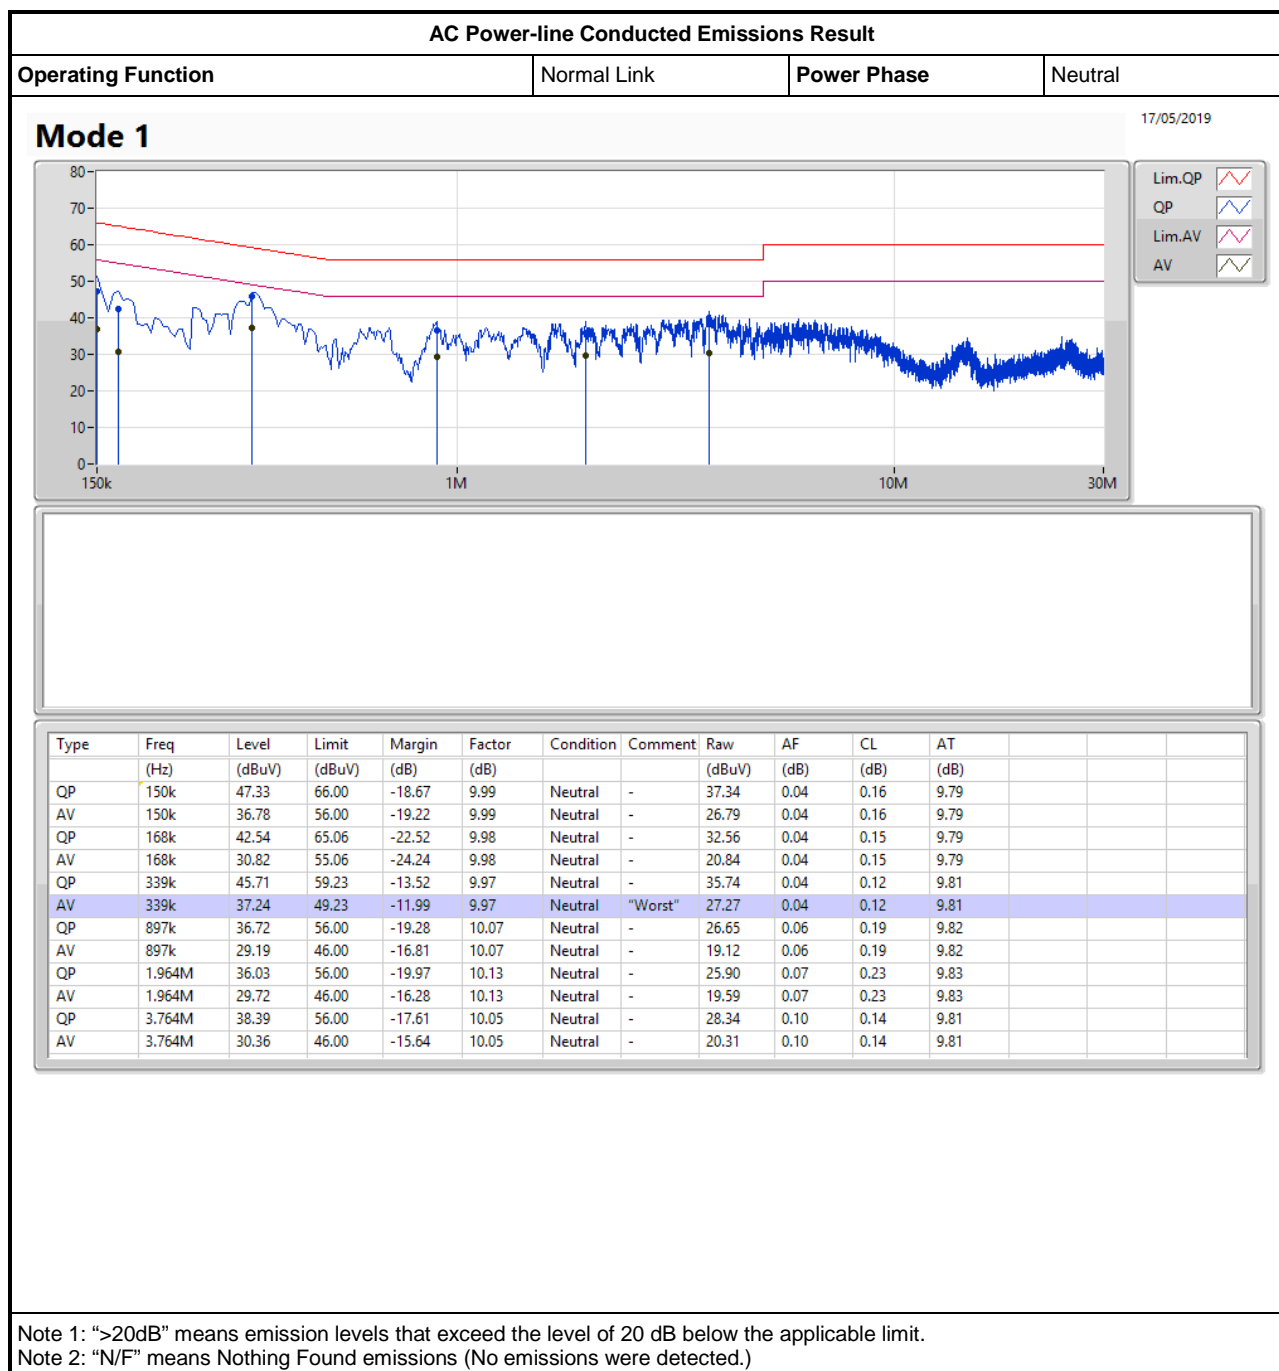 AC Power-line Conducted Emissions Result
Operating Function Normal Link Power Phase Neutral
17/05/2019
Mode 1
80
70
60
50
40
30
20
10
0
150k 1M 10M 30M
Lim.QP
QP
Lim.AV
AV
Type Freq Level Limit Margin Factor Condition Comment Raw AF CL AT
(Hz) (dBuV) (dBuV) (dB) (dB) (dBuV) (dB) (dB) (dB)
QP 150k 47.33 66.00 -18.67 9.99 Neutral - 37.34 0.04 0.16 9.79
AV 150k 36.78 56.00 -19.22 9.99 Neutral - 26.79 0.04 0.16 9.79
QP 168k 42.54 65.06 -22.52 9.98 Neutral - 32.56 0.04 0.15 9.79
AV 168k 30.82 55.06 -24.24 9.98 Neutral - 20.84 0.04 0.15 9.79
QP 339k 45.71 59.23 -13.52 9.97 Neutral - 35.74 0.04 0.12 9.81
AV 339k 37.24 49.23 -11.99 9.97 Neutral "Worst" 27.27 0.04 0.12 9.81
QP 897k 36.72 56.00 -19.28 10.07 Neutral - 26.65 0.06 0.19 9.82
AV 897k 29.19 46.00 -16.81 10.07 Neutral - 19.12 0.06 0.19 9.82
QP 1.964M 36.03 56.00 -19.97 10.13 Neutral - 25.90 0.07 0.23 9.83
AV 1.964M 29.72 46.00 -16.28 10.13 Neutral - 19.59 0.07 0.23 9.83
QP 3.764M 38.39 56.00 -17.61 10.05 Neutral - 28.34 0.10 0.14 9.81
AV 3.764M 30.36 46.00 -15.64 10.05 Neutral - 20.31 0.10 0.14 9.81
Note 1: “>20dB” means emission levels that exceed the level of 20 dB below the applicable limit.
Note 2: “N/F” means Nothing Found emissions (No emissions were detected.)